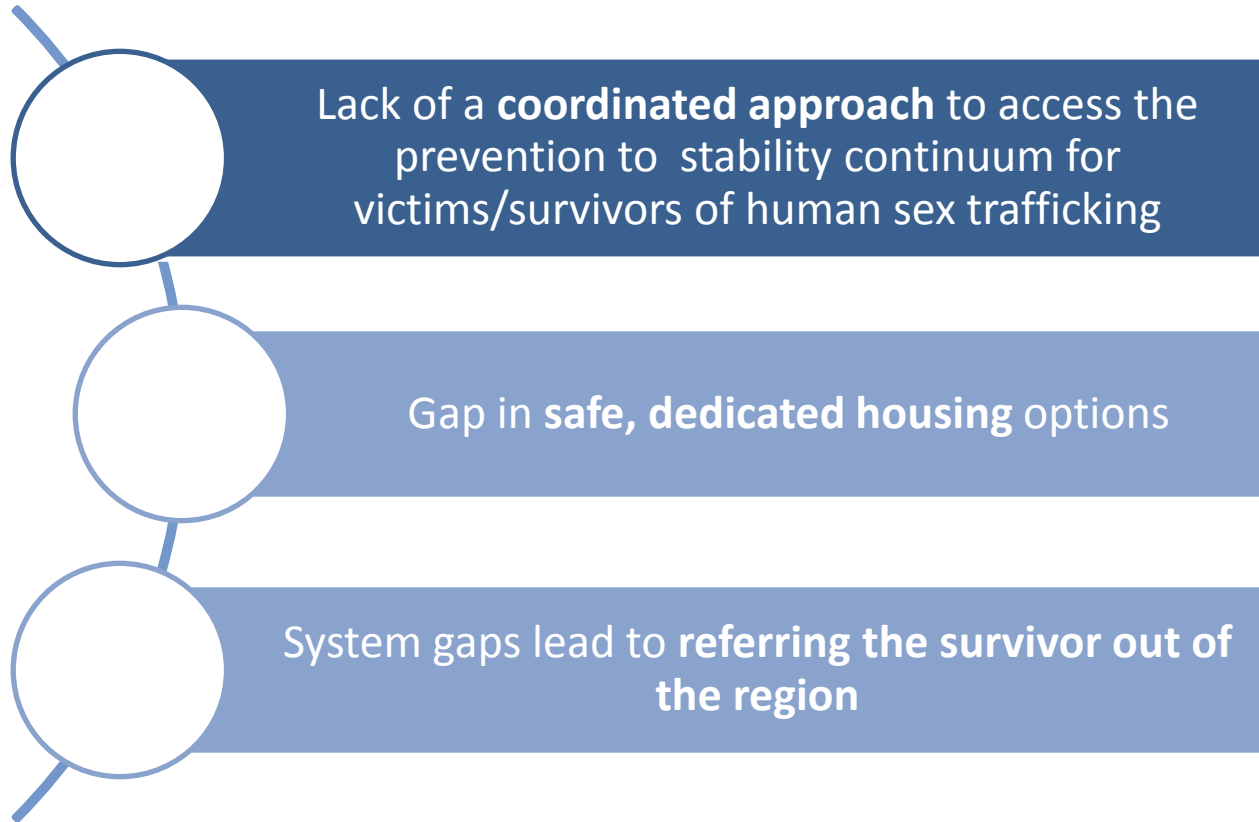 Lack of a coordinated approach to access the
prevention to  stability continuum for
victims/survivors of human sex trafficking
Gap in safe, dedicated housing options
System gaps lead to referring the survivor out of
the region